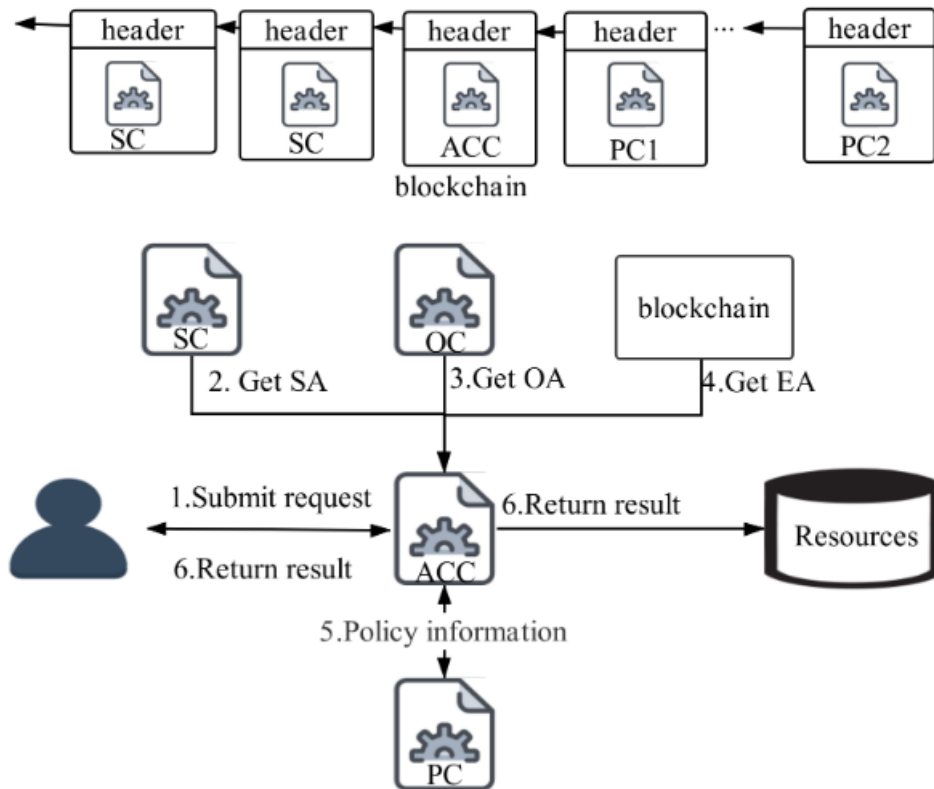 header header header header ... header
SC SC ACC PC1 PC2
blockchain
SC OC blockchain
2. Get SA 3.Get OA 4.Get EA
1.Submit request 6.Return result
6.Return result ACC Resources
5.Policy information
PC